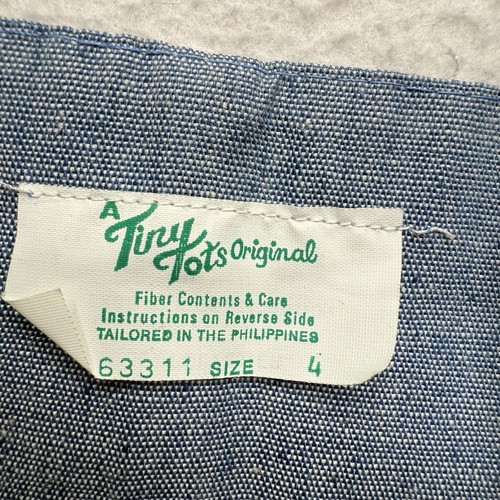 A
Tiny
Tots Original
Fiber Contents & Care
Instructions on Reverse Side
TAILORED IN THE PHILIPPINES
63311 SIZE 4